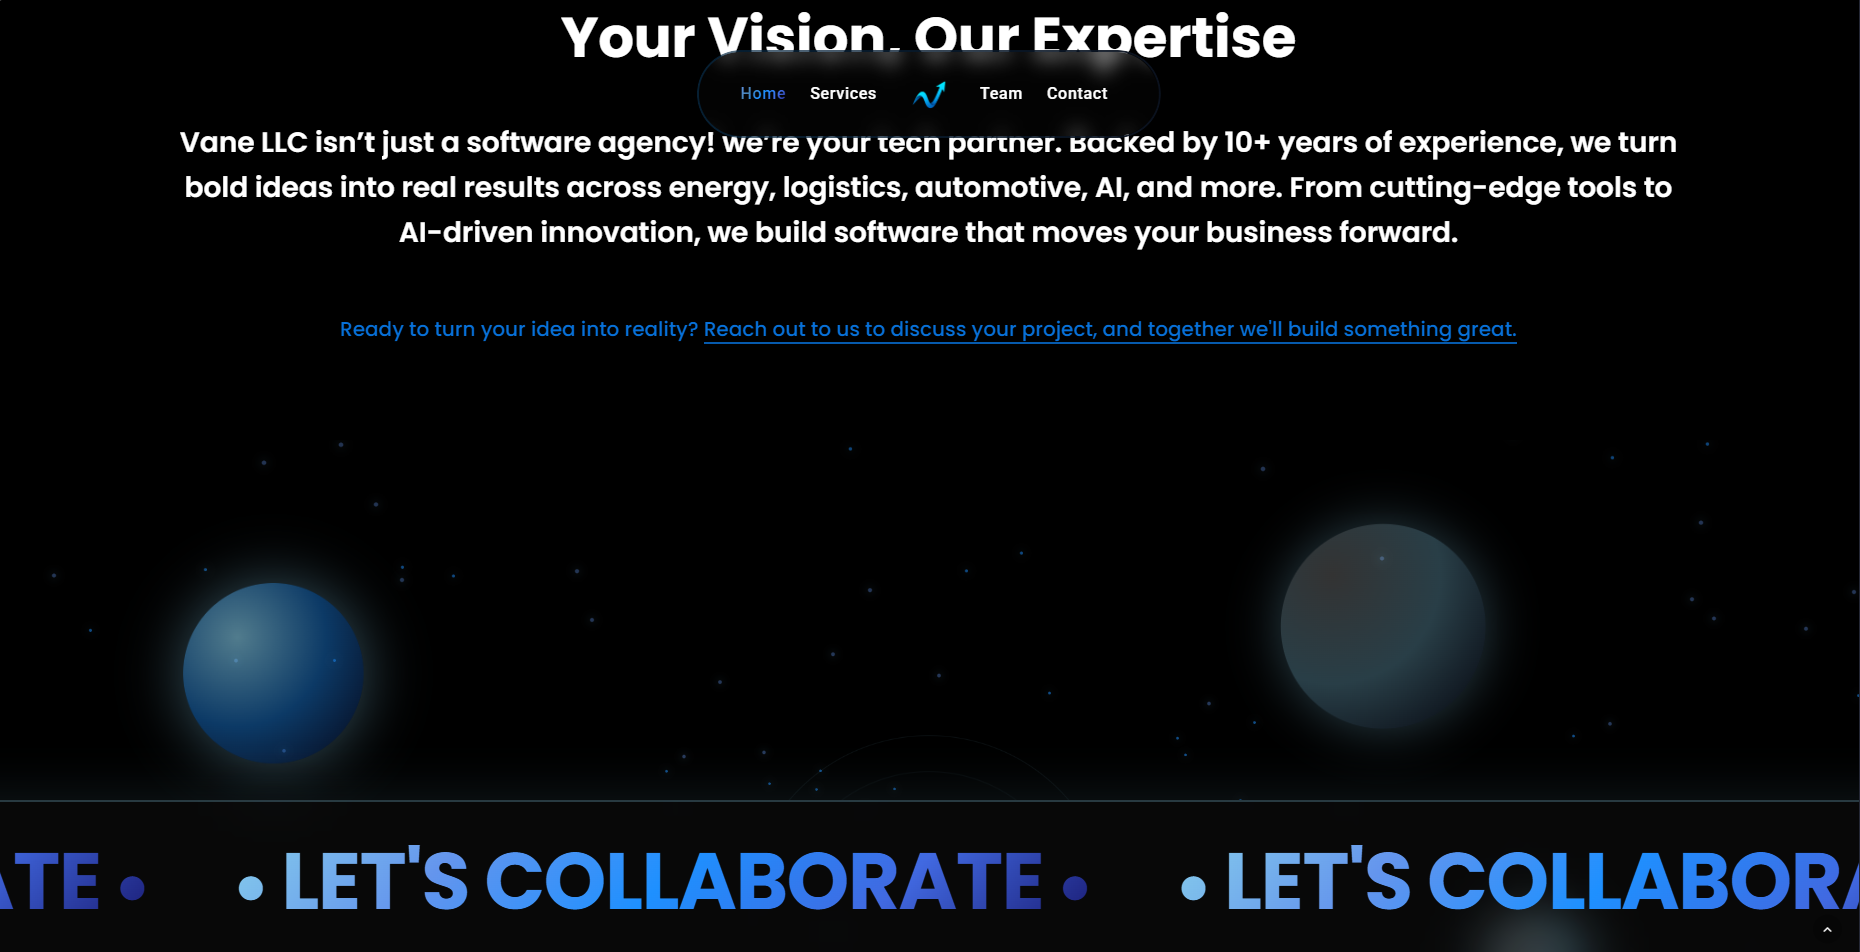 Your Vision, Our Expertise
Home Services Team Contact
Vane LLC isn’t just a software agency! we’re your tech partner. Backed by 10+ years of experience, we turn
bold ideas into real results across energy, logistics, automotive, AI, and more. From cutting-edge tools to
AI-driven innovation, we build software that moves your business forward.
Ready to turn your idea into reality? Reach out to us to discuss your project, and together we'll build something great.
ATE • • LET'S COLLABORATE • • LET'S COLLABORA